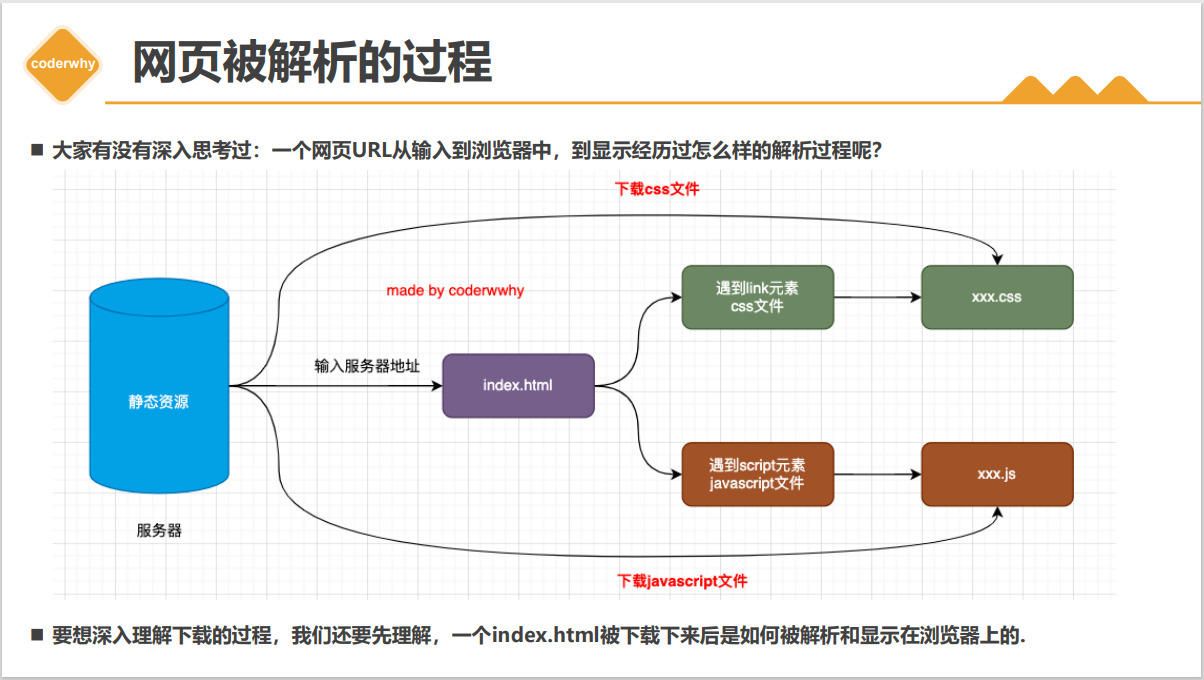 coderwhy
网页被解析的过程
■ 大家有没有深入思考过：一个网页URL从输入到浏览器中，到显示经历过怎么样的解析过程呢？
下载css文件
made by coderwwhy
遇到link元素
css文件
xxx.css
输入服务器地址
index.html
静态资源
遇到script元素
javascript文件
xxx.js
服务器
下载javascript文件
■ 要想深入理解下载的过程，我们还要先理解，一个index.html被下载下来后是如何被解析和显示在浏览器上的.